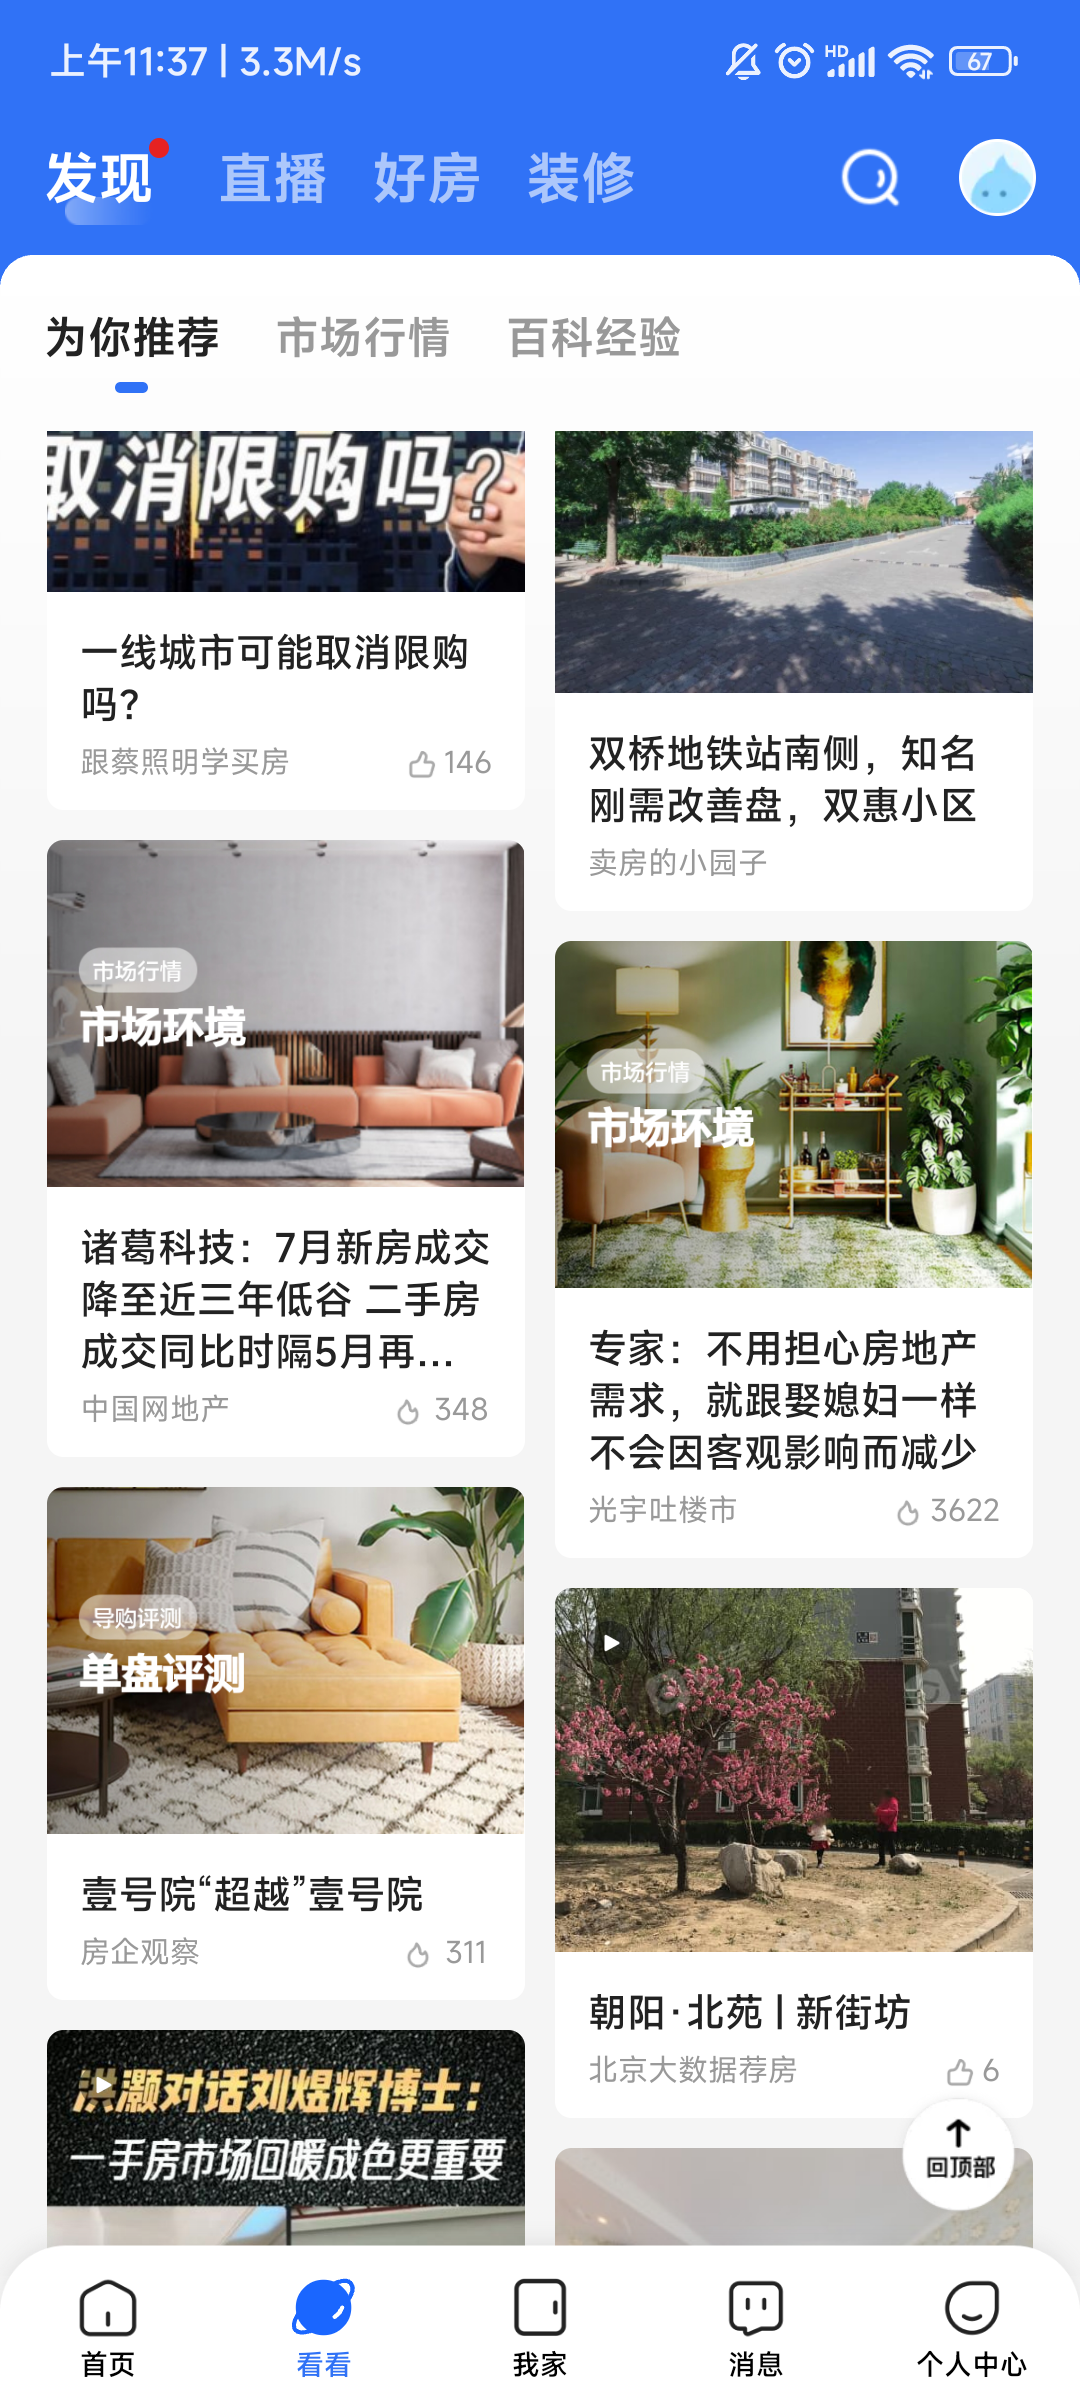 上午11:37 | 3.3M/s
HD
67
发现
直播
好房
装修
为你推荐
市场行情
百科经验
取消限购吗?
一线城市可能取消限购
吗?
跟蔡照明学买房
146
双桥地铁站南侧，知名
刚需改善盘，双惠小区
卖房的小园子
市场行情
市场环境
诸葛科技：7月新房成交
降至近三年低谷 二手房
成交同比时隔5月再...
中国网地产
348
市场行情
市场环境
专家：不用担心房地产
需求，就跟娶媳妇一样
不会因客观影响而减少
光宇吐楼市
3622
导购评测
单盘评测
壹号院“超越”壹号院
房企观察
311
朝阳·北苑 | 新街坊
北京大数据荐房
6
洪灏对话刘煜辉博士：
一手房市场回暖成色更重要
回顶部
首页
看看
我家
消息
个人中心